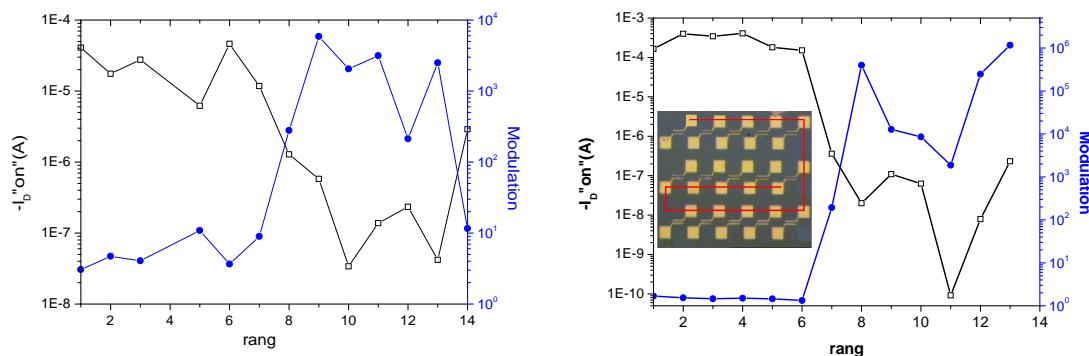 1E-4
1E-5
1E-6
1E-7
1E-8
-I_D"on"(A)
2 4 6 8 10 12 14
rang
10^4
10^3
10^2
10^1
10^0
Modulation
1E-3
1E-4
1E-5
1E-6
1E-7
1E-8
1E-9
1E-10
-I_D"on"(A)
2 4 6 8 10 12 14
rang
10^6
10^5
10^4
10^3
10^2
10^1
10^0
Modulation